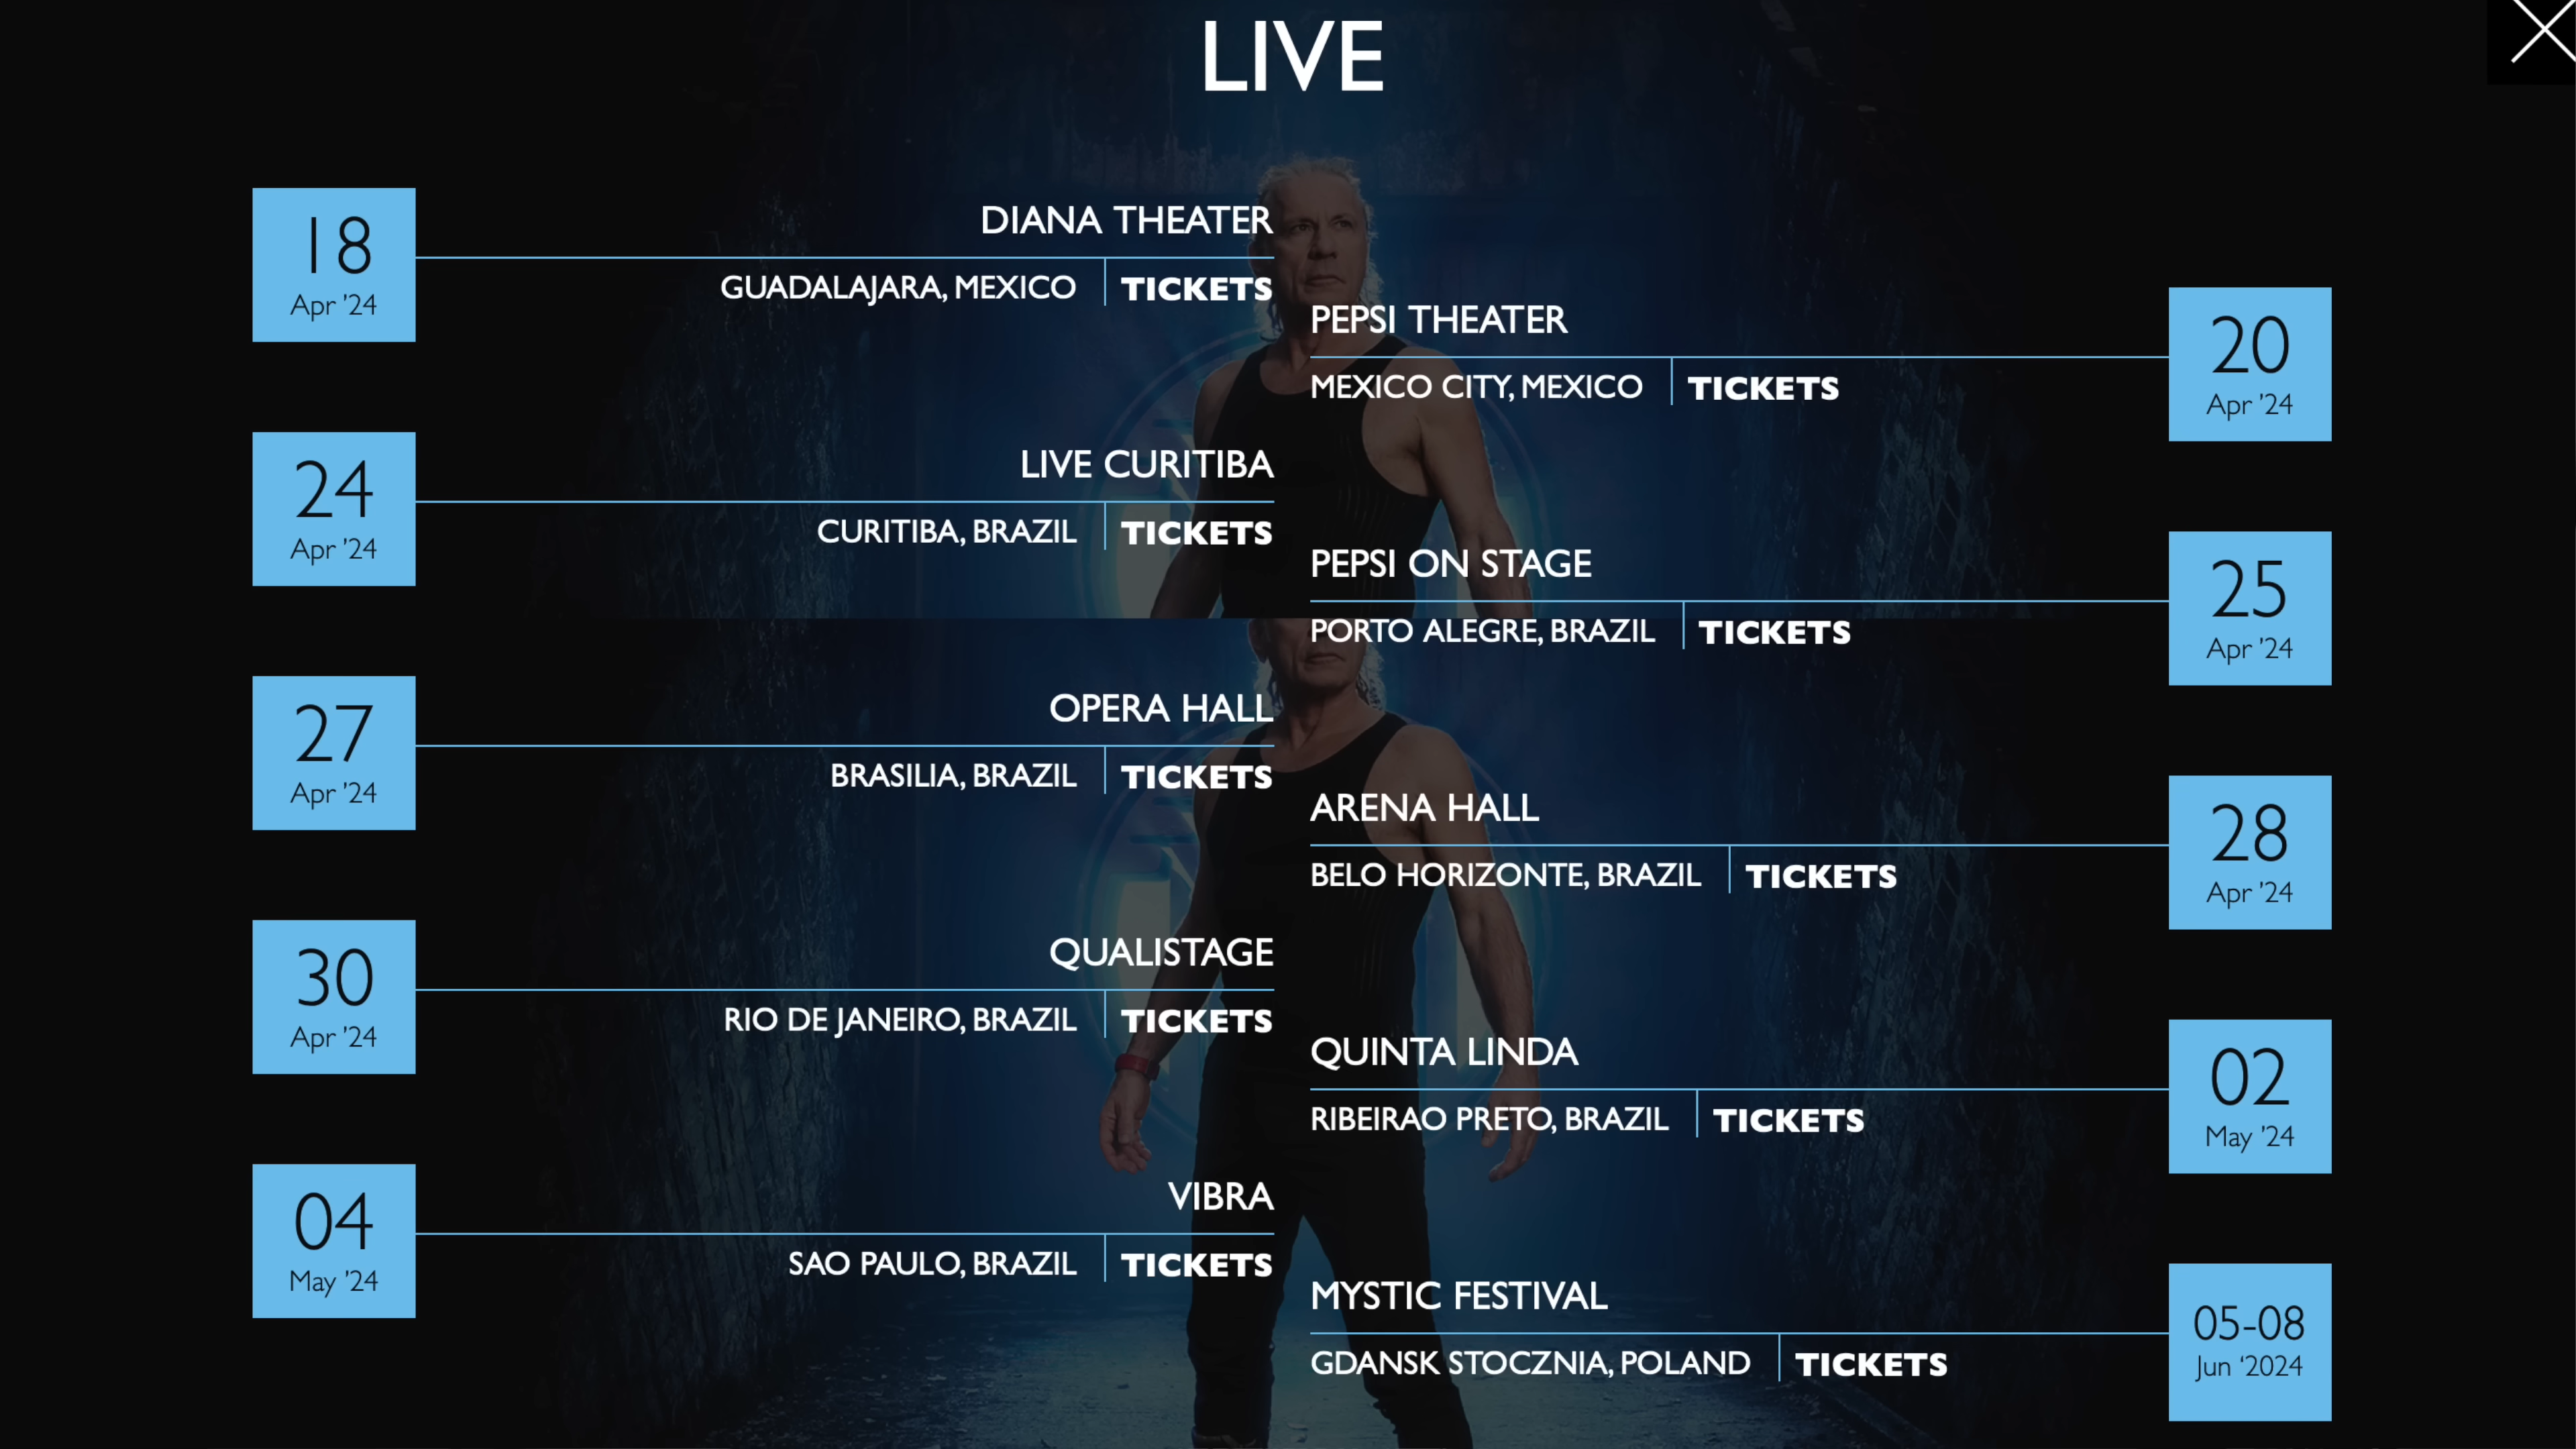 LIVE
18
Apr '24
DIANA THEATER
GUADALAJARA, MEXICO
TICKETS
20
Apr '24
PEPSI THEATER
MEXICO CITY, MEXICO
TICKETS
24
Apr '24
LIVE CURITIBA
CURITIBA, BRAZIL
TICKETS
25
Apr '24
PEPSI ON STAGE
PORTO ALEGRE, BRAZIL
TICKETS
27
Apr '24
OPERA HALL
BRASILIA, BRAZIL
TICKETS
28
Apr '24
ARENA HALL
BELO HORIZONTE, BRAZIL
TICKETS
30
Apr '24
QUALISTAGE
RIO DE JANEIRO, BRAZIL
TICKETS
02
May '24
QUINTA LINDA
RIBEIRAO PRETO, BRAZIL
TICKETS
04
May '24
VIBRA
SAO PAULO, BRAZIL
TICKETS
05-08
Jun ‘2024
MYSTIC FESTIVAL
GDANSK STOCZNIA, POLAND
TICKETS